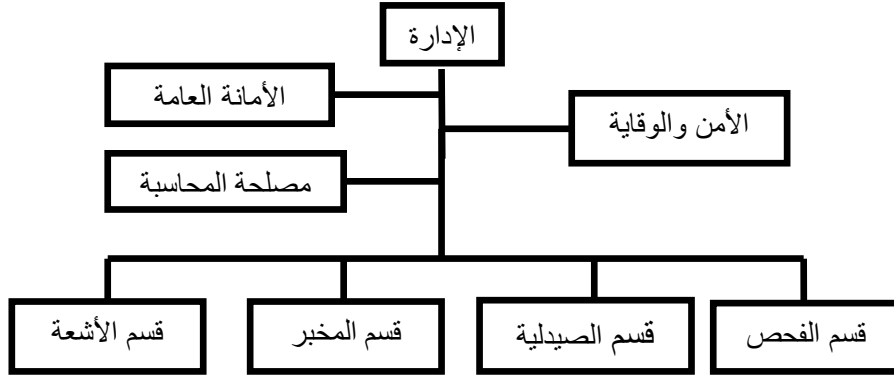 الإدارة
الأمانة العامة
الأمن والوقاية
مصلحة المحاسبة
قسم الفحص
قسم الصيدلية
قسم المخبر
قسم الأشعة